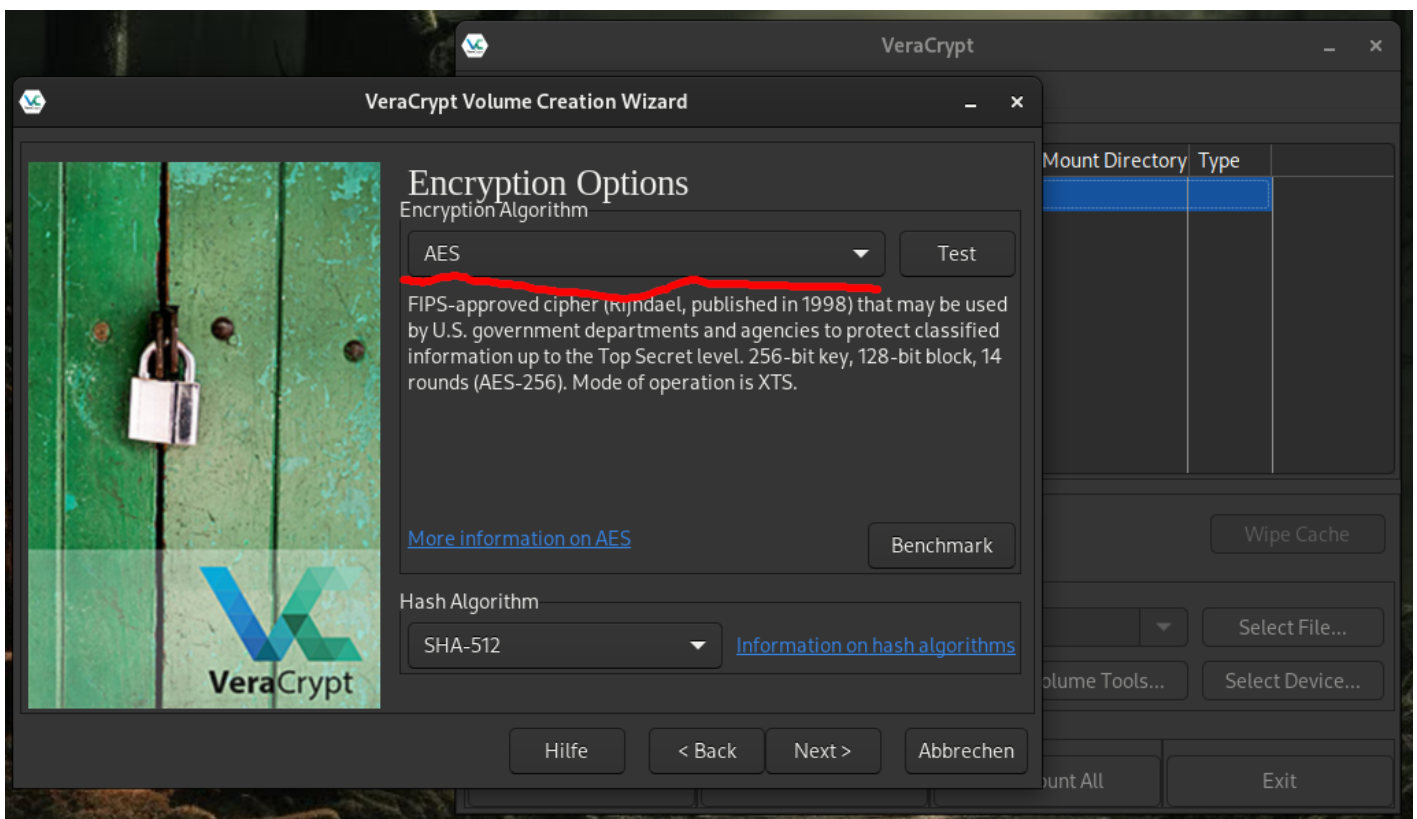 VeraCrypt
VeraCrypt Volume Creation Wizard
Mount Directory Type
Encryption Options
Encryption Algorithm
AES
Test
FIPS-approved cipher (Rijndael, published in 1998) that may be used
by U.S. government departments and agencies to protect classified
information up to the Top Secret level. 256-bit key, 128-bit block, 14
rounds (AES-256). Mode of operation is XTS.
More information on AES
Benchmark
Wipe Cache
Hash Algorithm
SHA-512
Information on hash algorithms
Select File...
VeraCrypt
olume Tools...
Select Device...
Hilfe
< Back
Next >
Abbrechen
ount All
Exit